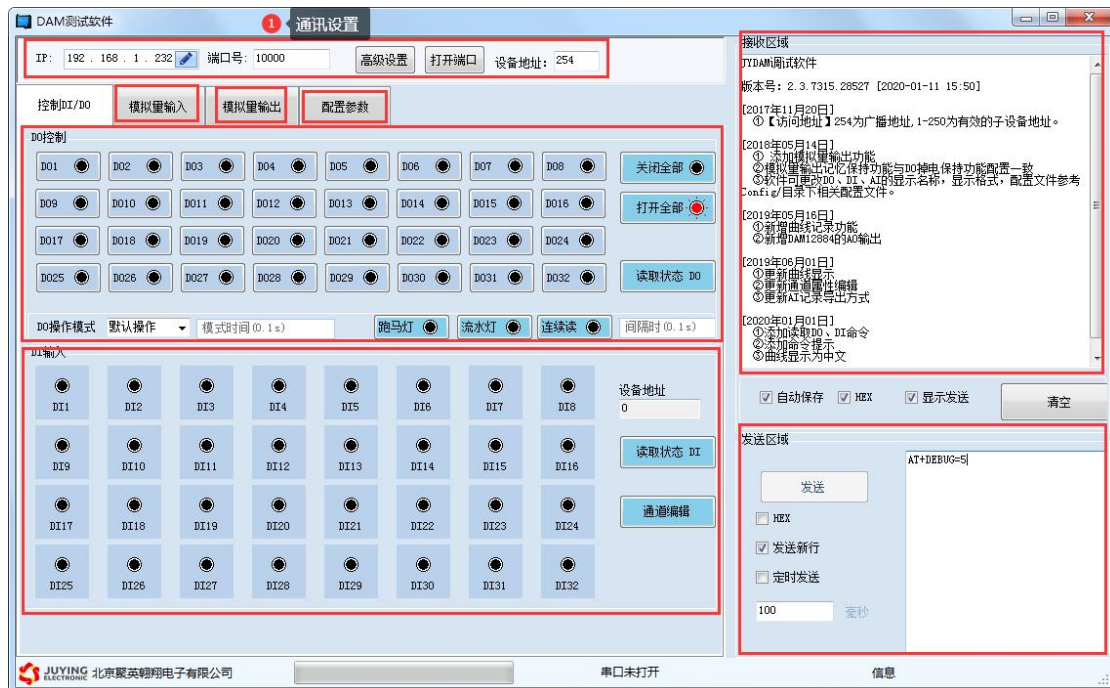 DAM测试软件
1 通讯设置
IP: 192 . 168 . 1 . 232 端口号: 10000 高级设置 打开端口 设备地址: 254
控制DI/DO 模拟量输入 模拟量输出 配置参数
DO控制
DO1 DO2 DO3 DO4 DO5 DO6 DO7 DO8 关闭全部
DO9 DO10 DO11 DO12 DO13 DO14 DO15 DO16 打开全部
DO17 DO18 DO19 DO20 DO21 DO22 DO23 DO24
DO25 DO26 DO27 DO28 DO29 DO30 DO31 DO32 读取状态 DO
DO操作模式 默认操作 模式时间(0.1s) 跑马灯 流水灯 连续读 间隔时(0.1s)
DI输入
DI1 DI2 DI3 DI4 DI5 DI6 DI7 DI8
设备地址
0
DI9 DI10 DI11 DI12 DI13 DI14 DI15 DI16
读取状态 DI
DI17 DI18 DI19 DI20 DI21 DI22 DI23 DI24
通道编辑
DI25 DI26 DI27 DI28 DI29 DI30 DI31 DI32
接收区域
JYDAM调试软件
版本号: 2.3.7315.28527 [2020-01-11 15:50]
[2017年11月20日]
①【访问地址】254为广播地址,1-250为有效的子设备地址。
[2018年05月14日]
① 添加模拟量输出功能
②模拟量输出记忆保持功能与DO掉电保持功能配置一致
③软件可更改DO、DI、AI的显示名称，显示格式，配置文件参考
Config/目录下相关配置文件。
[2019年05月16日]
①新增曲线记录功能
②新增DAM12884的AO输出
[2019年06月01日]
①更新曲线显示
②更新通道属性编辑
③更新AI记录导出方式
[2020年01月01日]
①添加读取DO、DI命令
②添加命令提示
③曲线显示为中文
自动保存 HEX 显示发送 清空
发送区域
AT+DEBUG=5
发送
HEX
发送新行
定时发送
100 毫秒
JUYING ELECTRONIC 北京聚英翱翔电子有限公司 串口未打开 信息